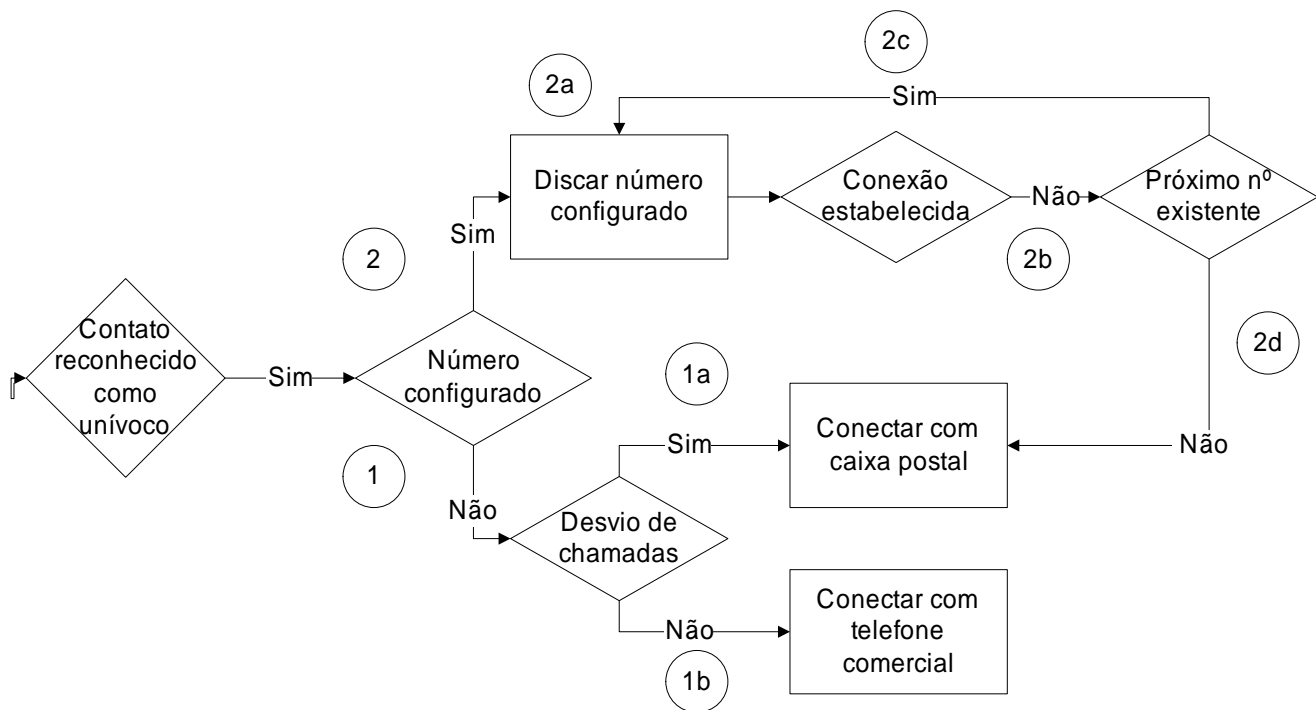 2c
2a
Sim
Discar número
configurado
Conexão
estabelecida
Não
Próximo nº
existente
Sim
2
2b
Contato
reconhecido
como
unívoco
Sim
Número
configurado
2d
1a
1
Sim
Conectar com
caixa postal
Não
Não
Desvio de
chamadas
Conectar com
telefone
comercial
Não
1b